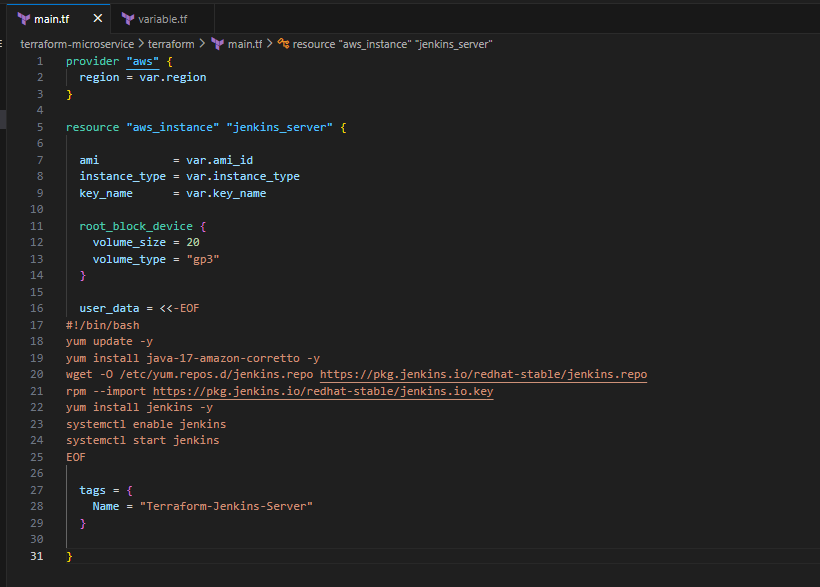 main.tf × variable.tf
terraform-microservice > terraform > main.tf > resource "aws_instance" "jenkins_server"
1 provider "aws" {
2   region = var.region
3 }
4
5 resource "aws_instance" "jenkins_server" {
6
7   ami           = var.ami_id
8   instance_type = var.instance_type
9   key_name      = var.key_name
10
11   root_block_device {
12     volume_size = 20
13     volume_type = "gp3"
14   }
15
16   user_data = <<-EOF
17 #!/bin/bash
18 yum update -y
19 yum install java-17-amazon-corretto -y
20 wget -O /etc/yum.repos.d/jenkins.repo https://pkg.jenkins.io/redhat-stable/jenkins.repo
21 rpm --import https://pkg.jenkins.io/redhat-stable/jenkins.io.key
22 yum install jenkins -y
23 systemctl enable jenkins
24 systemctl start jenkins
25 EOF
26
27   tags = {
28     Name = "Terraform-Jenkins-Server"
29   }
30
31 }